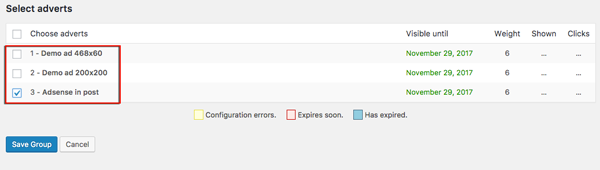 Select adverts
Choose adverts Visible until Weight Shown Clicks
1 - Demo ad 468x60 November 29, 2017 6 ... ...
2 - Demo ad 200x200 November 29, 2017 6 ... ...
3 - Adsense in post November 29, 2017 6 ... ...
Configuration errors. Expires soon. Has expired.
Save Group Cancel